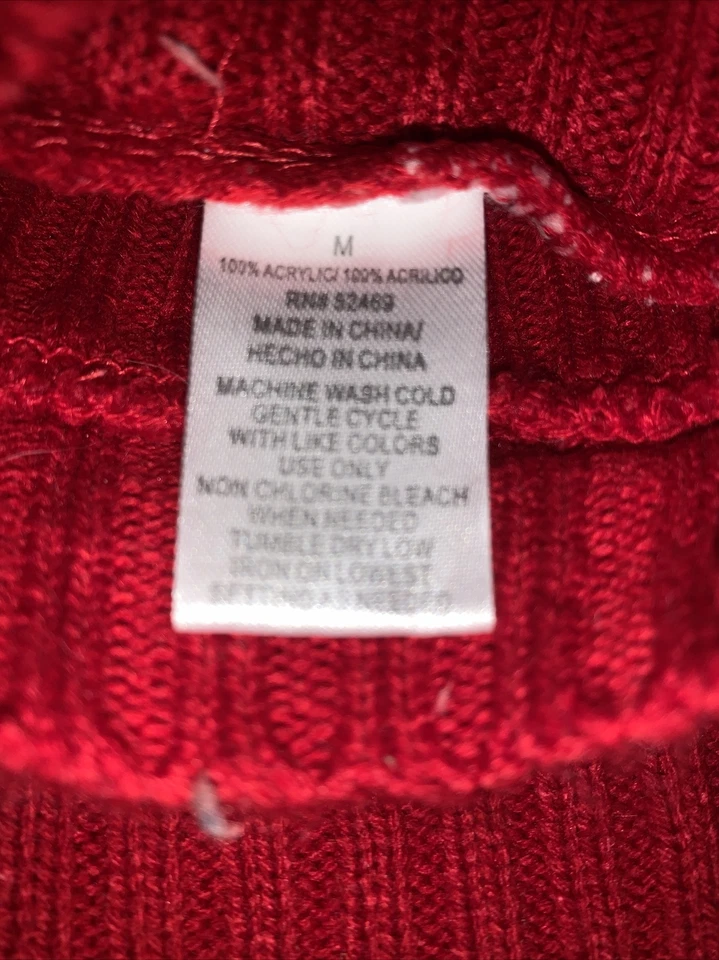 M
100% ACRYLIC/ 100% ACRILICO
RN# 52469
MADE IN CHINA/
HECHO EN CHINA
MACHINE WASH COLD
GENTLE CYCLE
WITH LIKE COLORS
USE ONLY
NON CHLORINE BLEACH
WHEN NEEDED
TUMBLE DRY LOW
IRON ON LOWEST
SETTING AS NEEDED